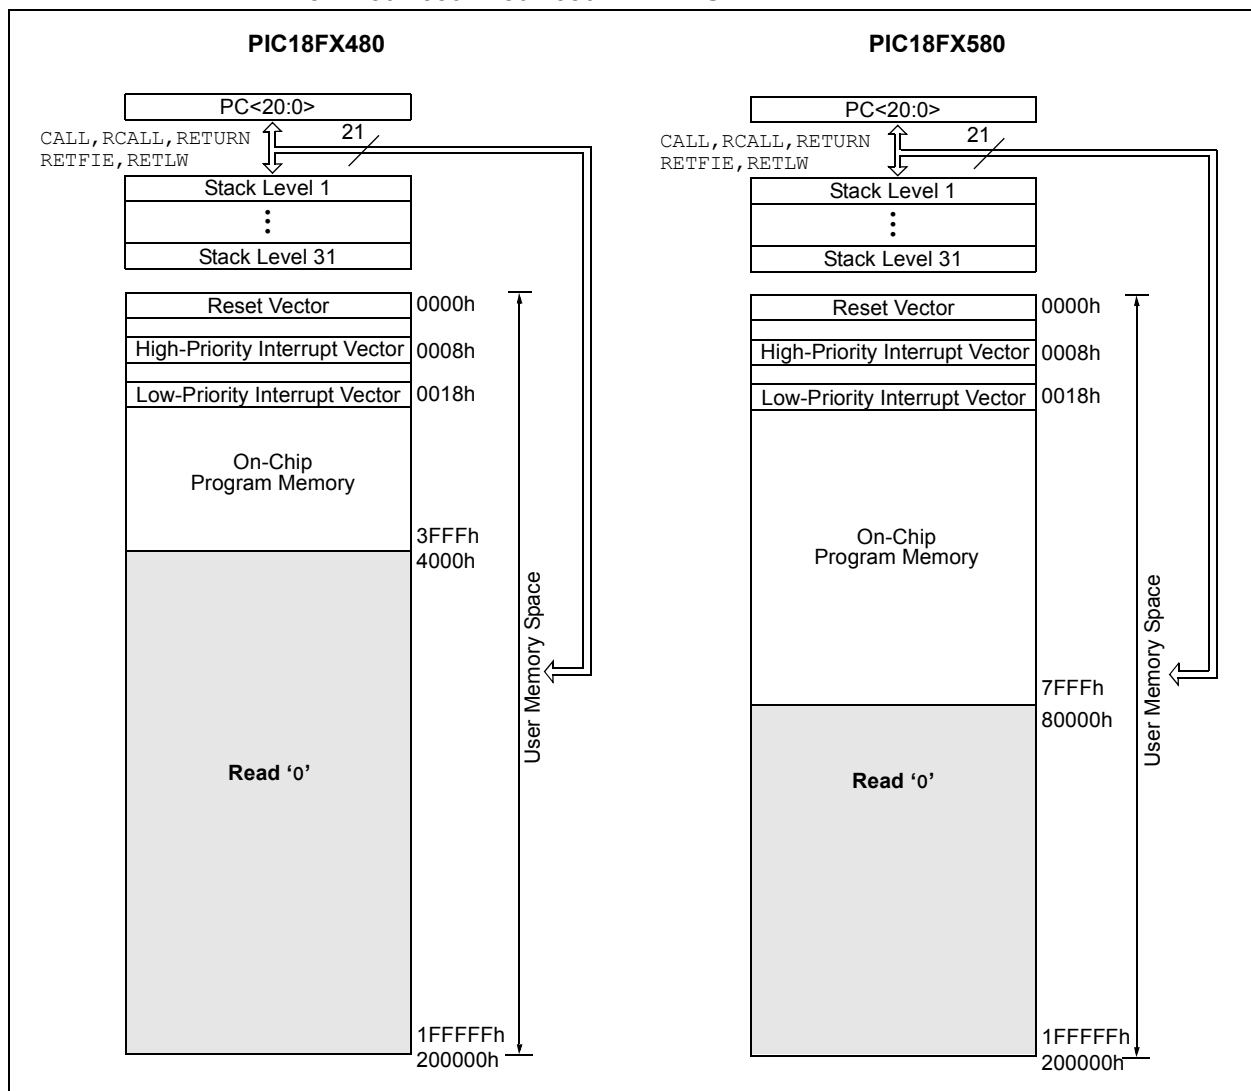 PIC18FX480
PC<20:0>
CALL,RCALL,RETURN
RETFIE,RETLW
21
Stack Level 1
Stack Level 31
Reset Vector
0000h
High-Priority Interrupt Vector
0008h
Low-Priority Interrupt Vector
0018h
On-Chip
Program Memory
3FFFh
4000h
Read ‘0’
1FFFFFh
200000h
User Memory Space
PIC18FX580
PC<20:0>
CALL,RCALL,RETURN
RETFIE,RETLW
21
Stack Level 1
Stack Level 31
Reset Vector
0000h
High-Priority Interrupt Vector
0008h
Low-Priority Interrupt Vector
0018h
On-Chip
Program Memory
7FFFh
80000h
Read ‘0’
1FFFFFh
200000h
User Memory Space